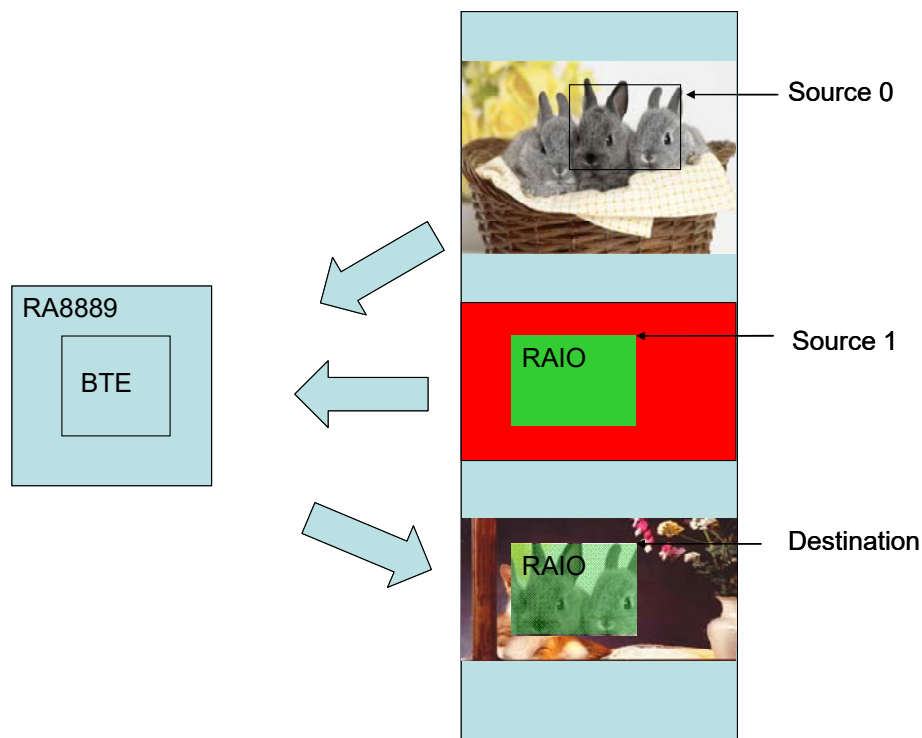 Source 0
RA8889
BTE
Source 1
RAIO
Destination
RAIO